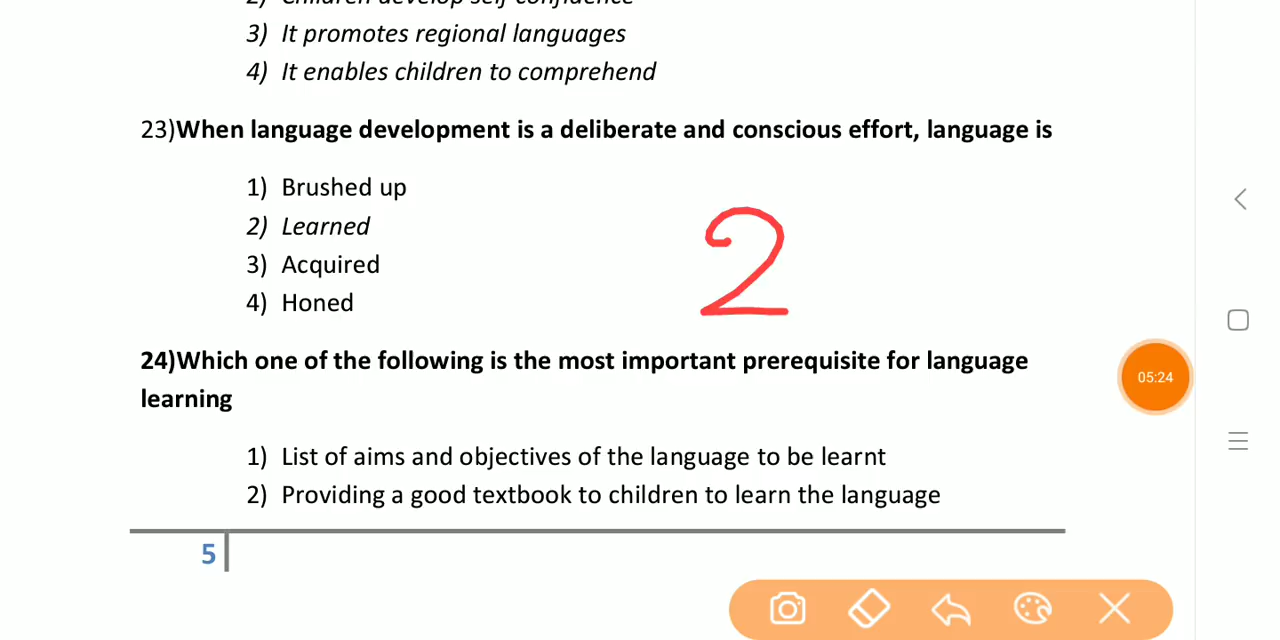 3) It promotes regional languages
4) It enables children to comprehend
23)When language development is a deliberate and conscious effort, language is
1) Brushed up
2) Learned
3) Acquired
4) Honed
2
24)Which one of the following is the most important prerequisite for language
learning
05:24
1) List of aims and objectives of the language to be learnt
2) Providing a good textbook to children to learn the language
5